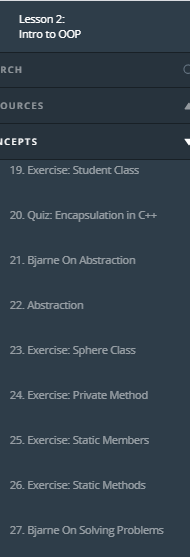 Lesson 2:
Intro to OOP
RCH
OURCES
NCEPTS
19. Exercise: Student Class
20. Quiz: Encapsulation in C++
21. Bjarne On Abstraction
22. Abstraction
23. Exercise: Sphere Class
24. Exercise: Private Method
25. Exercise: Static Members
26. Exercise: Static Methods
27. Bjarne On Solving Problems